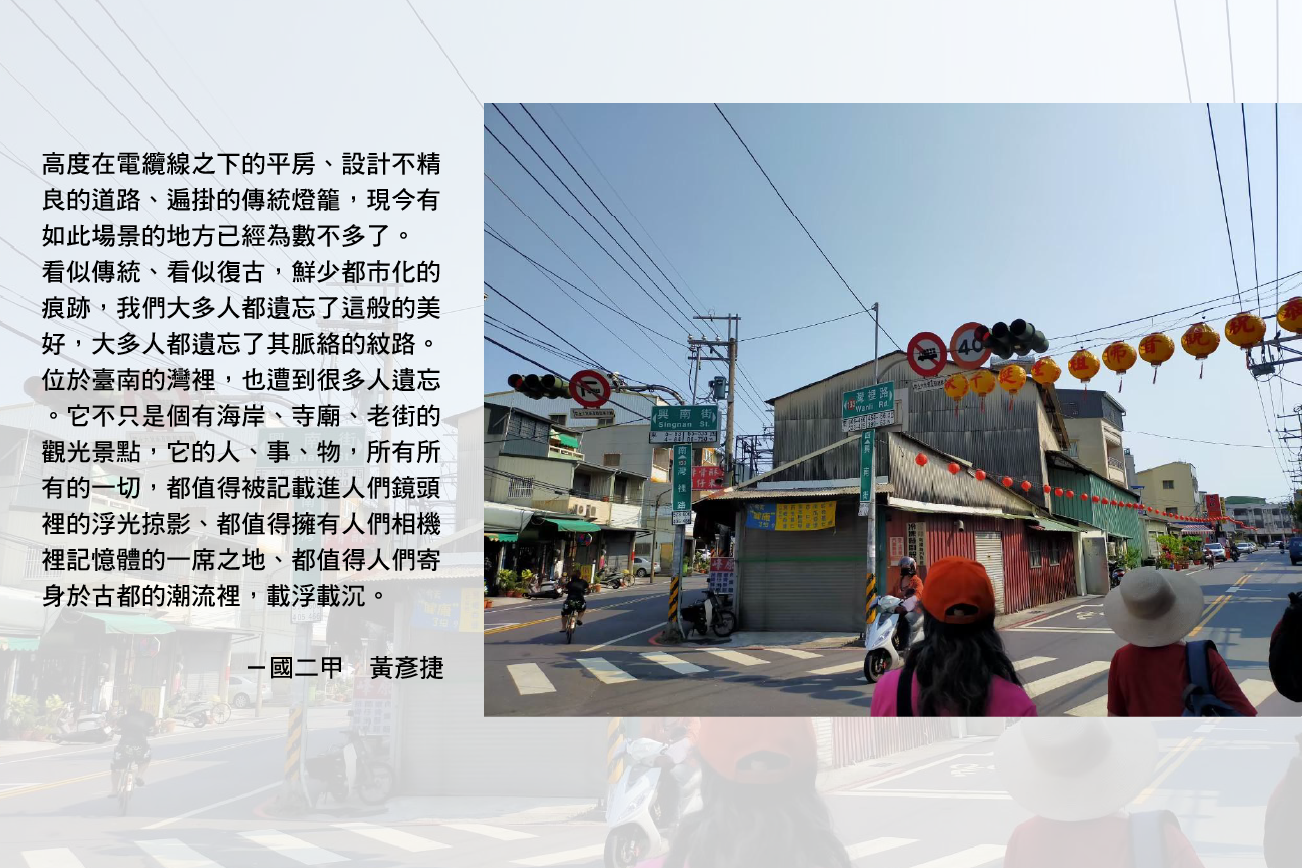 高度在電纜線之下的平房、設計不精
良的道路、遍掛的傳統燈籠，現今有
如此場景的地方已經為數不多了。
看似傳統、看似復古，鮮少都市化的
痕跡，我們大多人都遺忘了這般的美
好，大多人都遺忘了其脈絡的紋路。
位於臺南的灣裡，也遭到很多人遺忘
。它不只是個有海岸、寺廟、老街的
觀光景點，它的人、事、物，所有所
有的一切，都值得被記載進人們鏡頭
裡的浮光掠影、都值得擁有人們相機
裡記憶體的一席之地、都值得人們寄
身於古都的潮流裡，載浮載沉。
－國二甲　黃彥捷
40
灣裡路
Wanli Rd.
興南街
Singnan St.
南
灣
裡
路
興
南
街